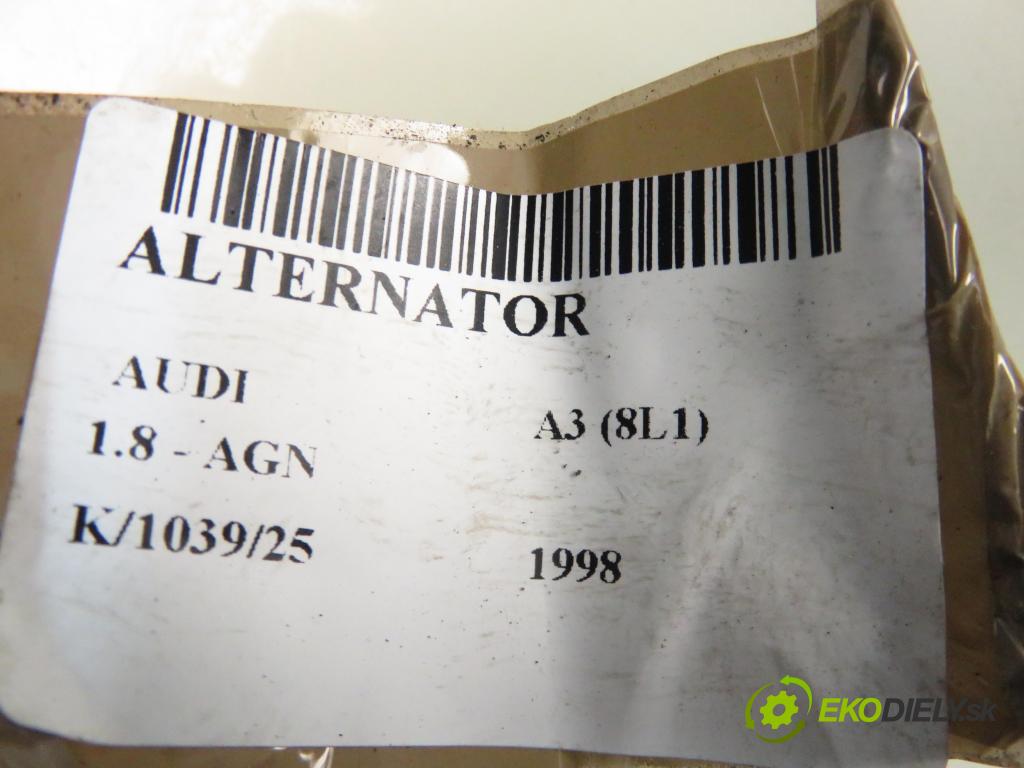 ALTERNATOR
AUDI
A3 (8L1)
1.8 - AGN
K/1039/25
1998
EKODIELY.sk